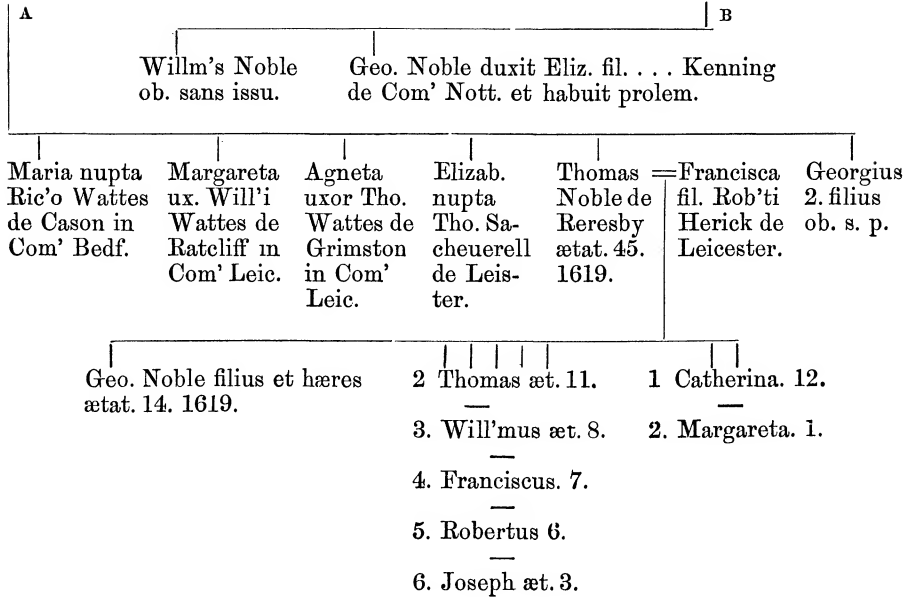 A
B
Willm's Noble
ob. sans issu.
Geo. Noble duxit Eliz. fil. . . . Kenning
de Com' Nott. et habuit prolem.
Maria nupta
Ric'o Wattes
de Cason in
Com' Bedf.
Margareta
ux. Will'i
Wattes de
Ratcliff in
Com' Leic.
Agneta
uxor Tho.
Wattes de
Grimston
in Com'
Leic.
Elizab.
nupta
Tho. Sa-
cheuerell
de Leis-
ter.
Thomas
Noble de
Reresby
ætat. 45.
1619.
=Francisca
fil. Rob'ti
Herick de
Leicester.
Georgius
2. filius
ob. s. p.
Geo. Noble filius et hæres
ætat. 14. 1619.
2 Thomas æt. 11.
3. Will'mus æt. 8.
4. Franciscus. 7.
5. Robertus 6.
6. Joseph æt. 3.
1 Catherina. 12.
2. Margareta. 1.